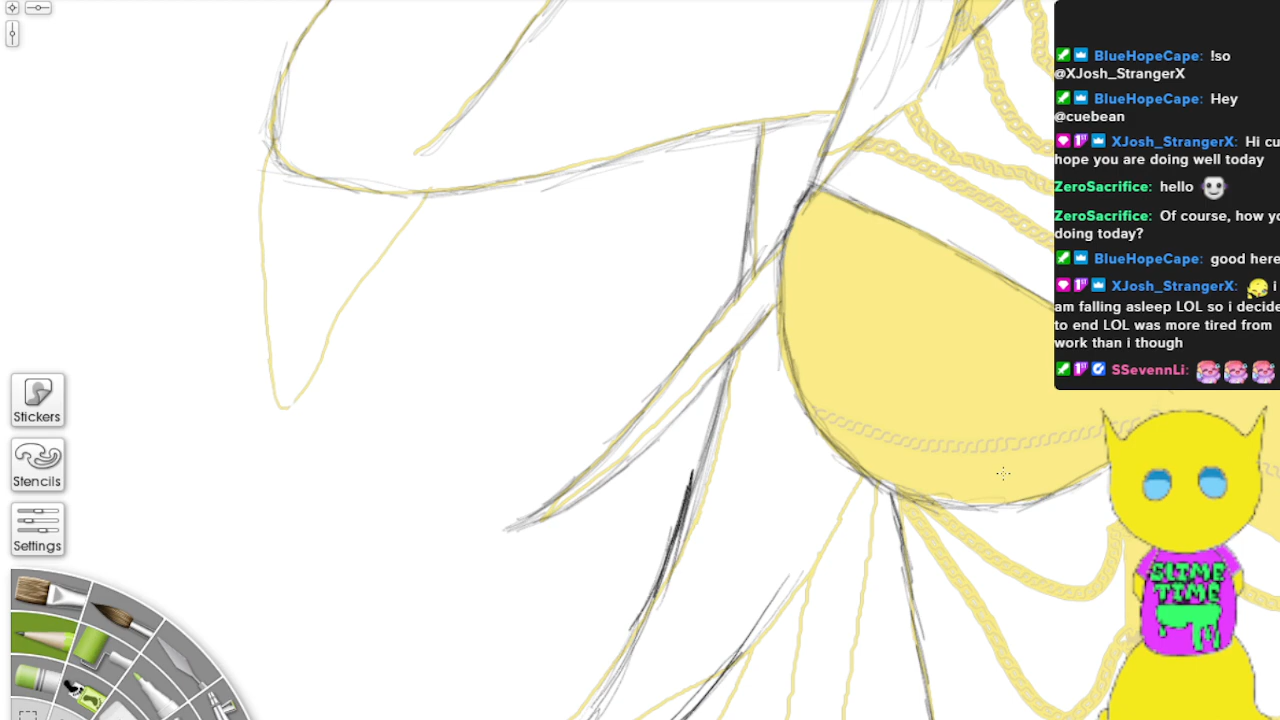 BlueHopeCape: !so
@XJosh_StrangerX
BlueHopeCape: Hey
@cuebean
XJosh_StrangerX: Hi cu
hope you are doing well today
ZeroSacrifice: hello
ZeroSacrifice: Of course, how yo
doing today?
BlueHopeCape: good here
XJosh_StrangerX: i
am falling asleep LOL so i decide
to end LOL was more tired from
work than i though
SSevennLi:
Stickers
Stencils
Settings
SLIME
TIME